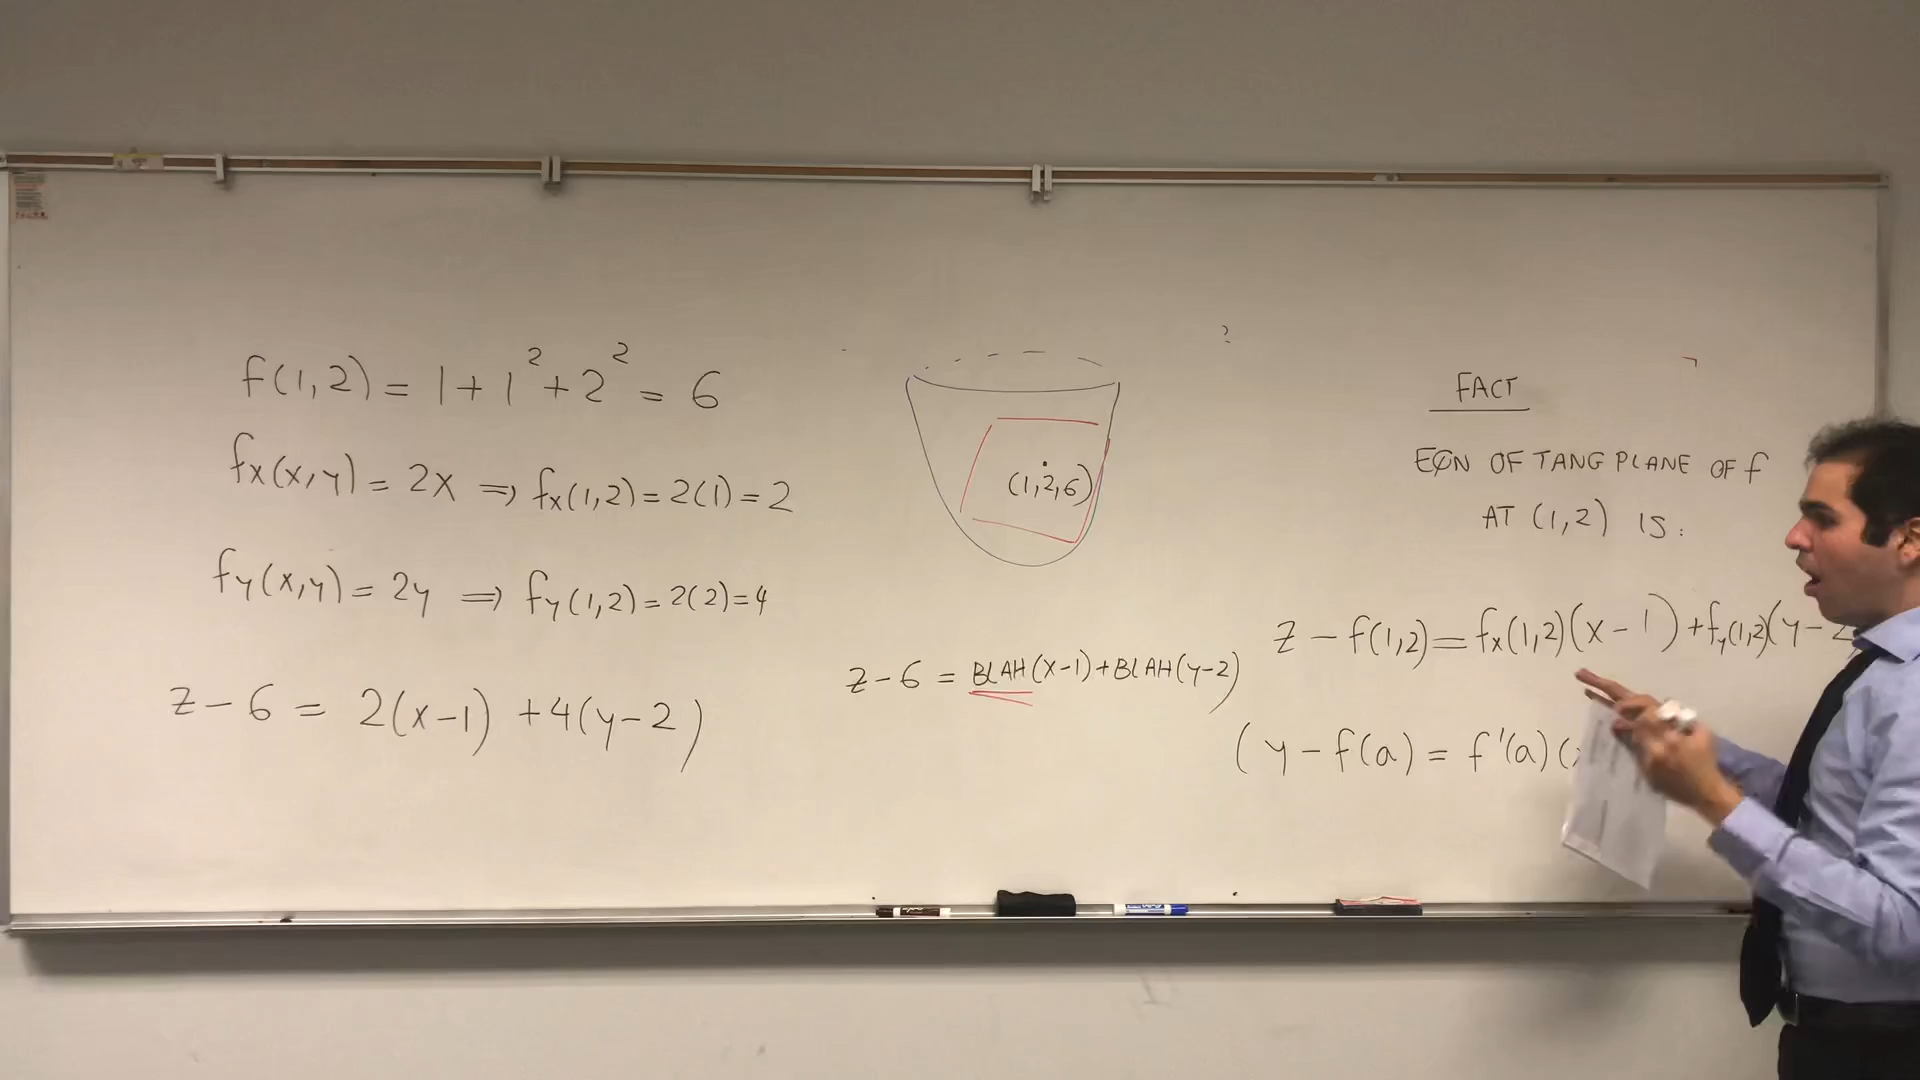 f(1,2) = 1+1²+2² = 6
fx(x,y) = 2x ⇒ fx(1,2) = 2(1) = 2
fy(x,y) = 2y ⇒ fy(1,2) = 2(2) = 4
z-6 = 2(x-1) +4(y-2)
(1,2,6)
z-6 = BLAH(x-1)+BLAH(y-2)
?
FACT
EQN OF TANG PLANE OF f
AT (1,2) IS:
z - f(1,2) = fx(1,2)(x-1) + fy(1,2)(y-2
(y - f(a) = f'(a)(